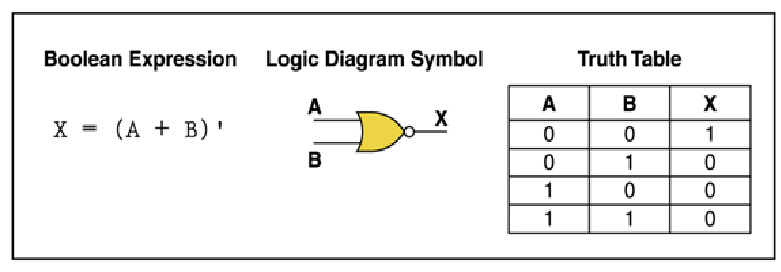 Boolean Expression Logic Diagram Symbol Truth Table
X = (A + B)'
A
B
X
A B X
0 0 1
0 1 0
1 0 0
1 1 0